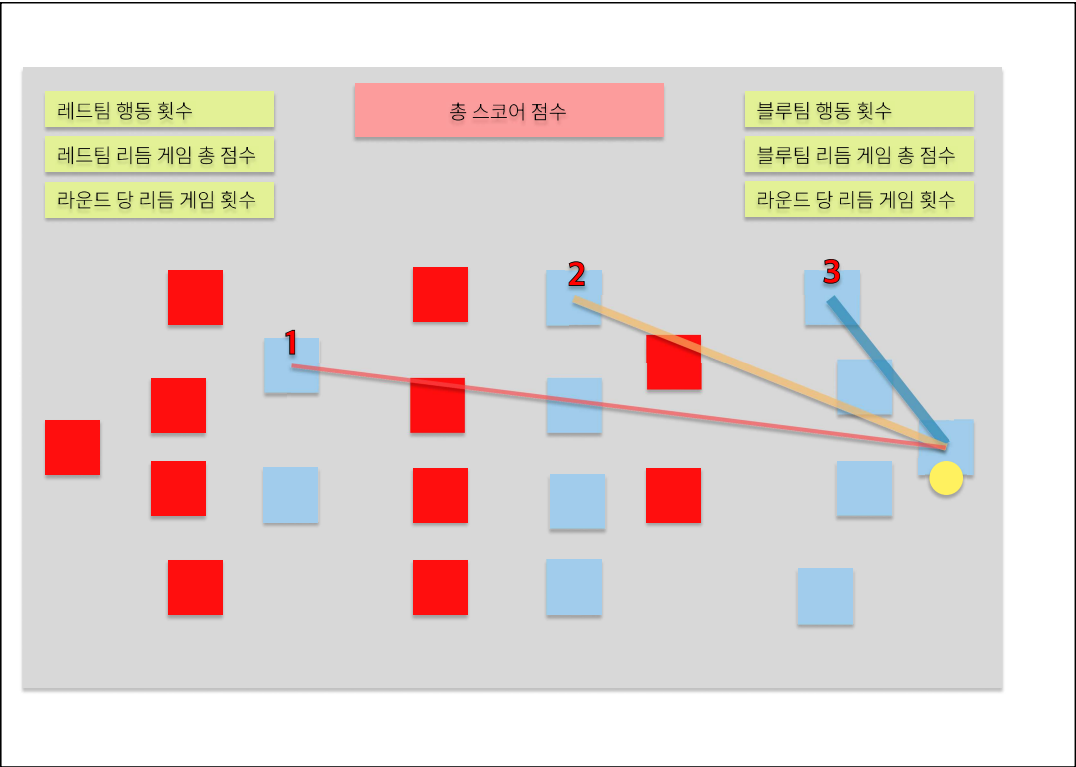 레드팀 행동 횟수
총 스코어 점수
블루팀 행동 횟수
레드팀 리듬 게임 총 점수
블루팀 리듬 게임 총 점수
라운드 당 리듬 게임 횟수
라운드 당 리듬 게임 횟수
1
2
3